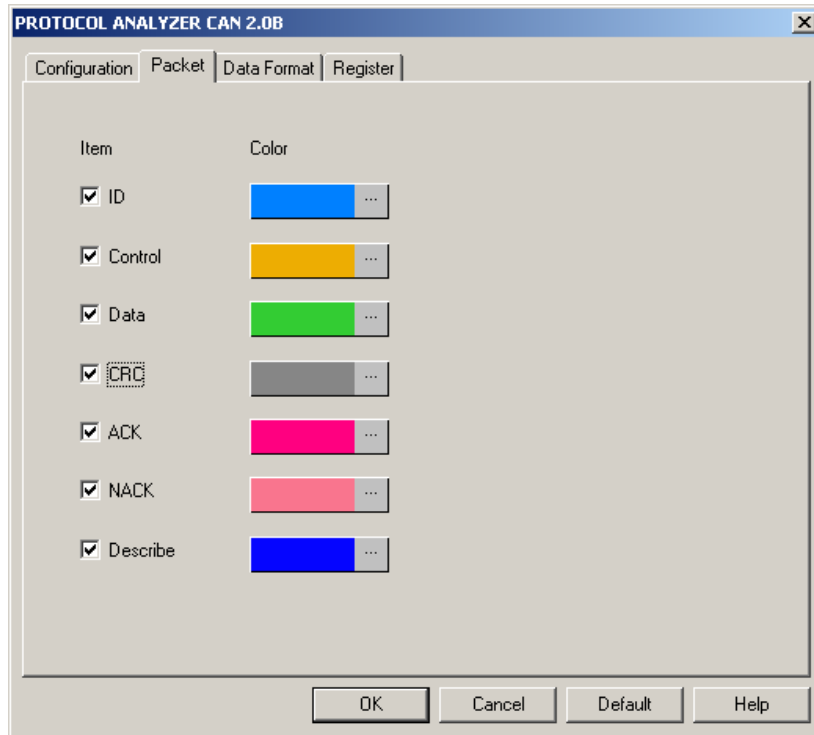 PROTOCOL ANALYZER CAN 2.0B
Configuration Packet Data Format Register
Item Color
ID ...
Control ...
Data ...
CRC ...
ACK ...
NACK ...
Describe ...
OK Cancel Default Help